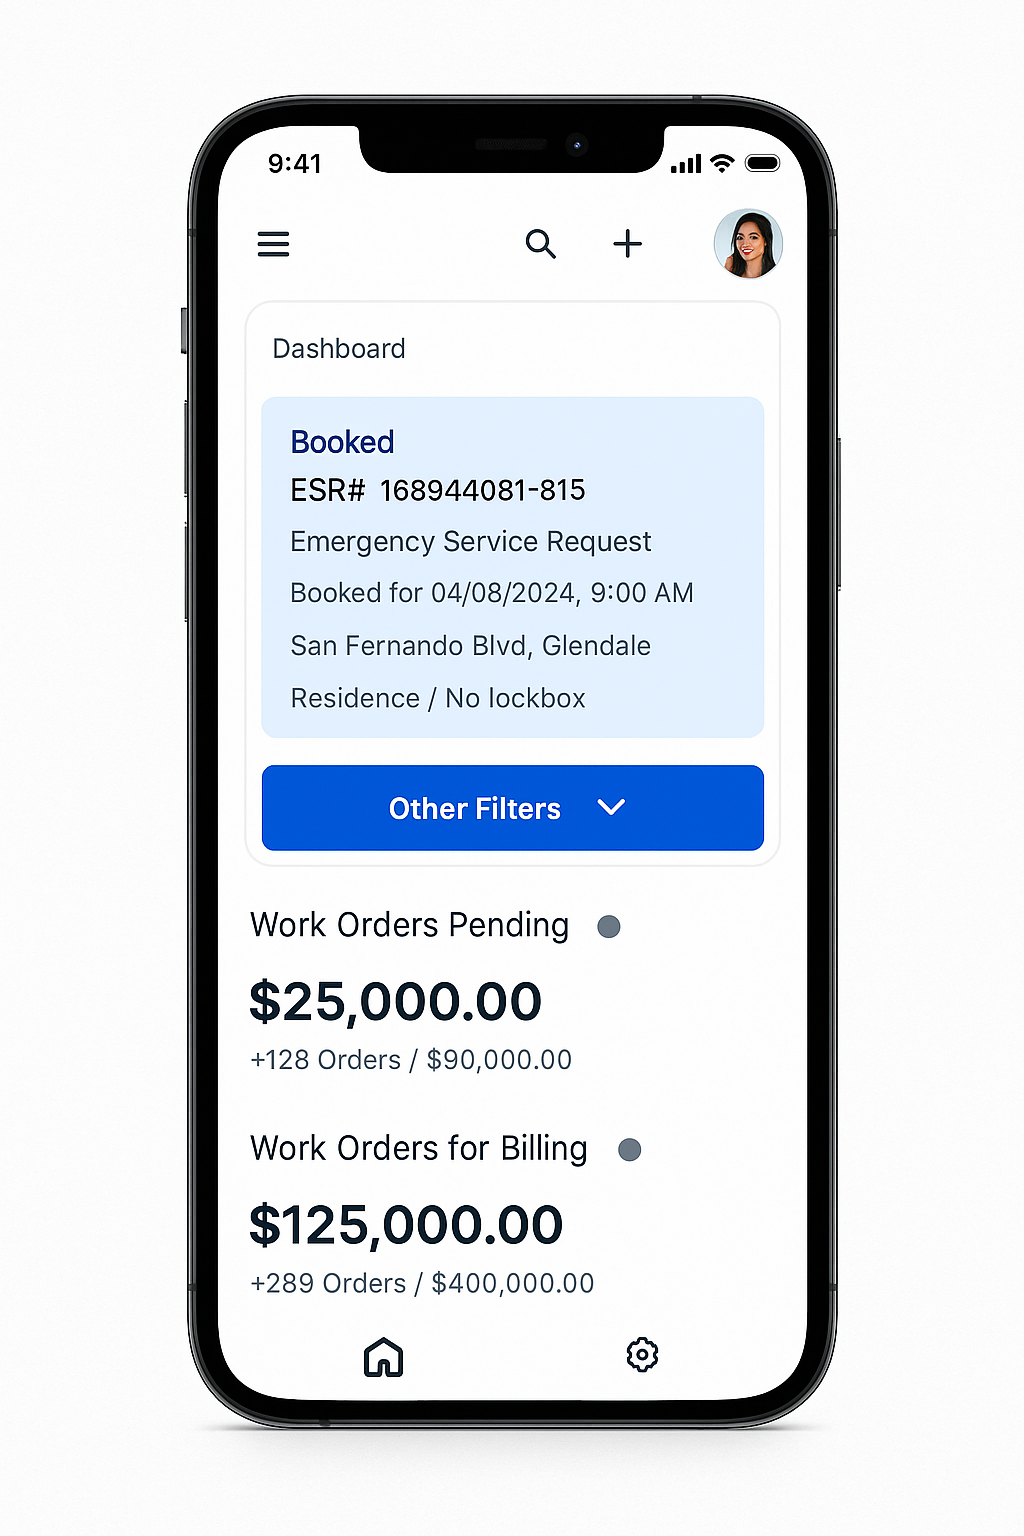 9:41
Dashboard
Booked
ESR# 168944081-815
Emergency Service Request
Booked for 04/08/2024, 9:00 AM
San Fernando Blvd, Glendale
Residence / No lockbox
Other Filters
Work Orders Pending
$25,000.00
+128 Orders / $90,000.00
Work Orders for Billing
$125,000.00
+289 Orders / $400,000.00